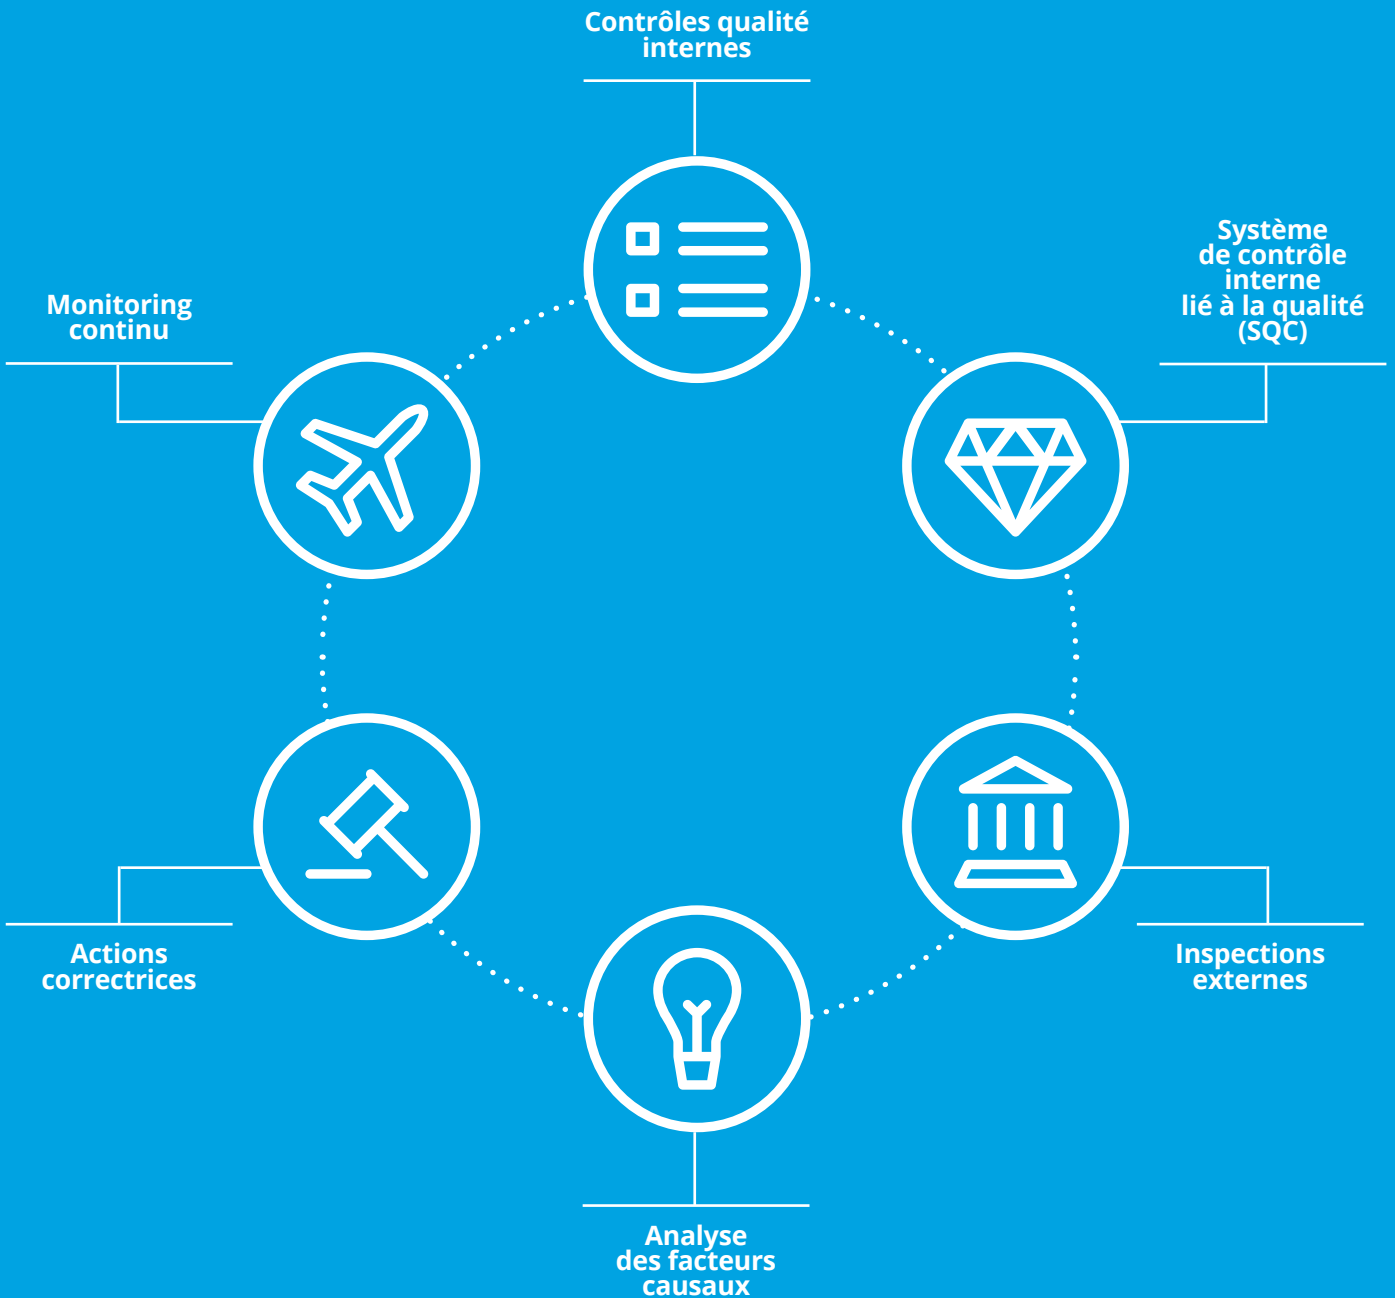 Contrôles qualité
internes
Système
de contrôle
interne
lié à la qualité
(SQC)
Monitoring
continu
Actions
correctrices
Inspections
externes
Analyse
des facteurs
causaux